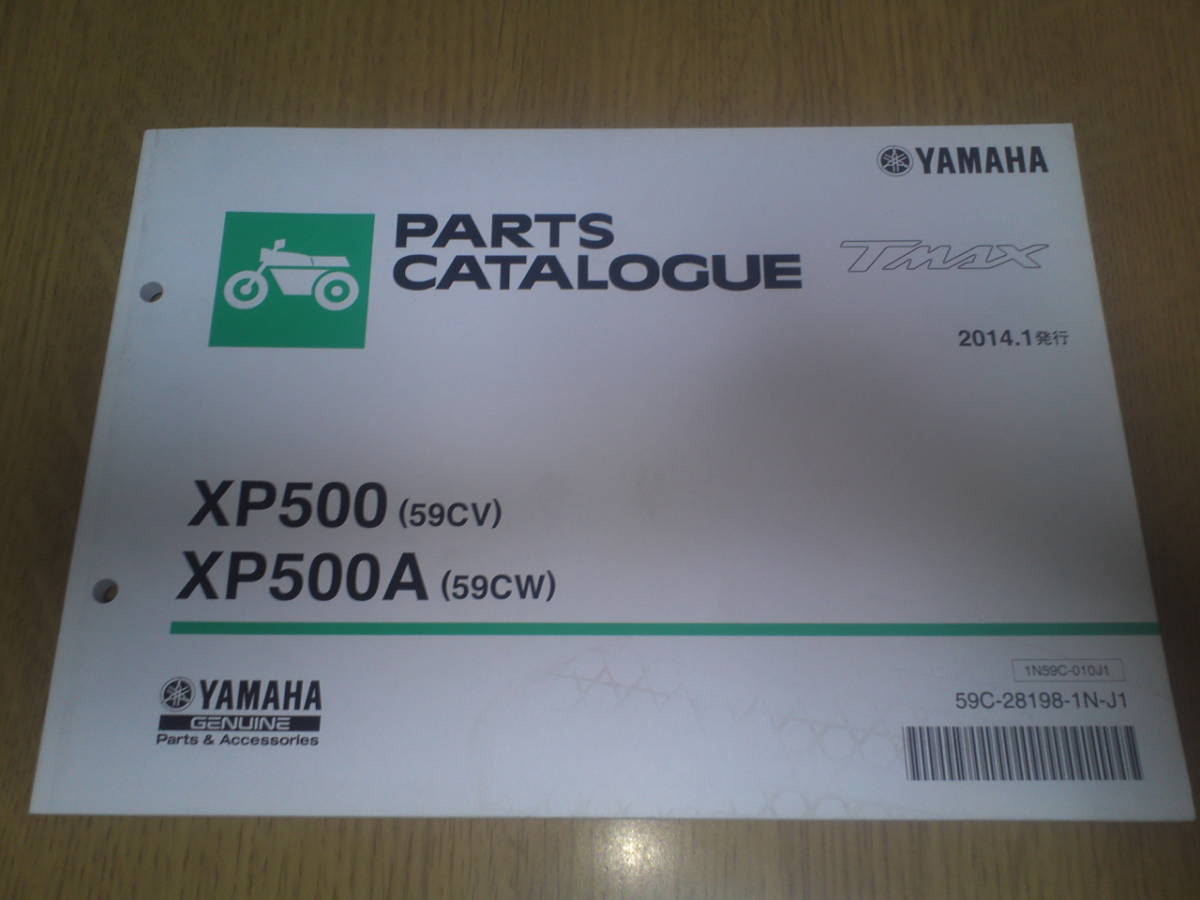 YAMAHA
PARTS
CATALOGUE
TMAX
2014.1発行
XP500 (59CV)
XP500A (59CW)
1N59C-010J1
59C-28198-1N-J1
YAMAHA
GENUINE
Parts & Accessories